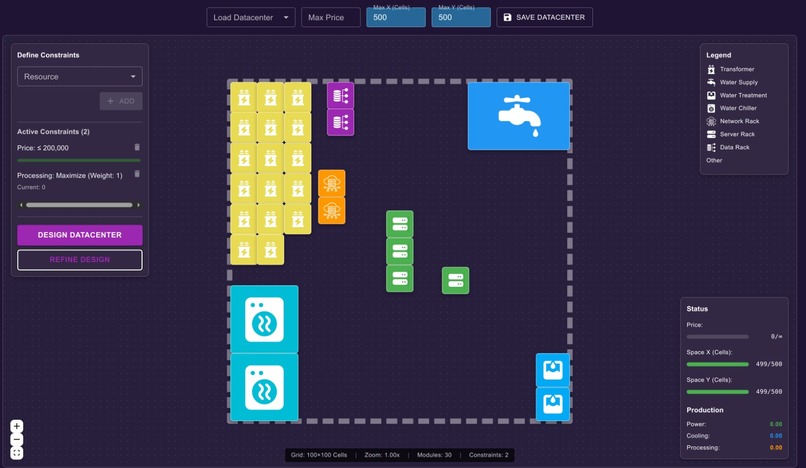 Load Datacenter
Max Price
Max X (Cells)
500
Max Y (Cells)
500
SAVE DATACENTER
Define Constraints
Resource
+ ADD
Active Constraints (2)
Price: ≤ 200,000
Processing: Maximize (Weight: 1)
Current: 0
DESIGN DATACENTER
REFINE DESIGN
Legend
Transformer
Water Supply
Water Treatment
Water Chiller
Network Rack
Server Rack
Data Rack
Other
Status
Price:
0/∞
Space X (Cells):
499/500
Space Y (Cells):
499/500
Production
Power: 0.00
Cooling: 0.00
Processing: 0.00
Grid: 100×100 Cells | Zoom: 1.00x | Modules: 30 | Constraints: 2